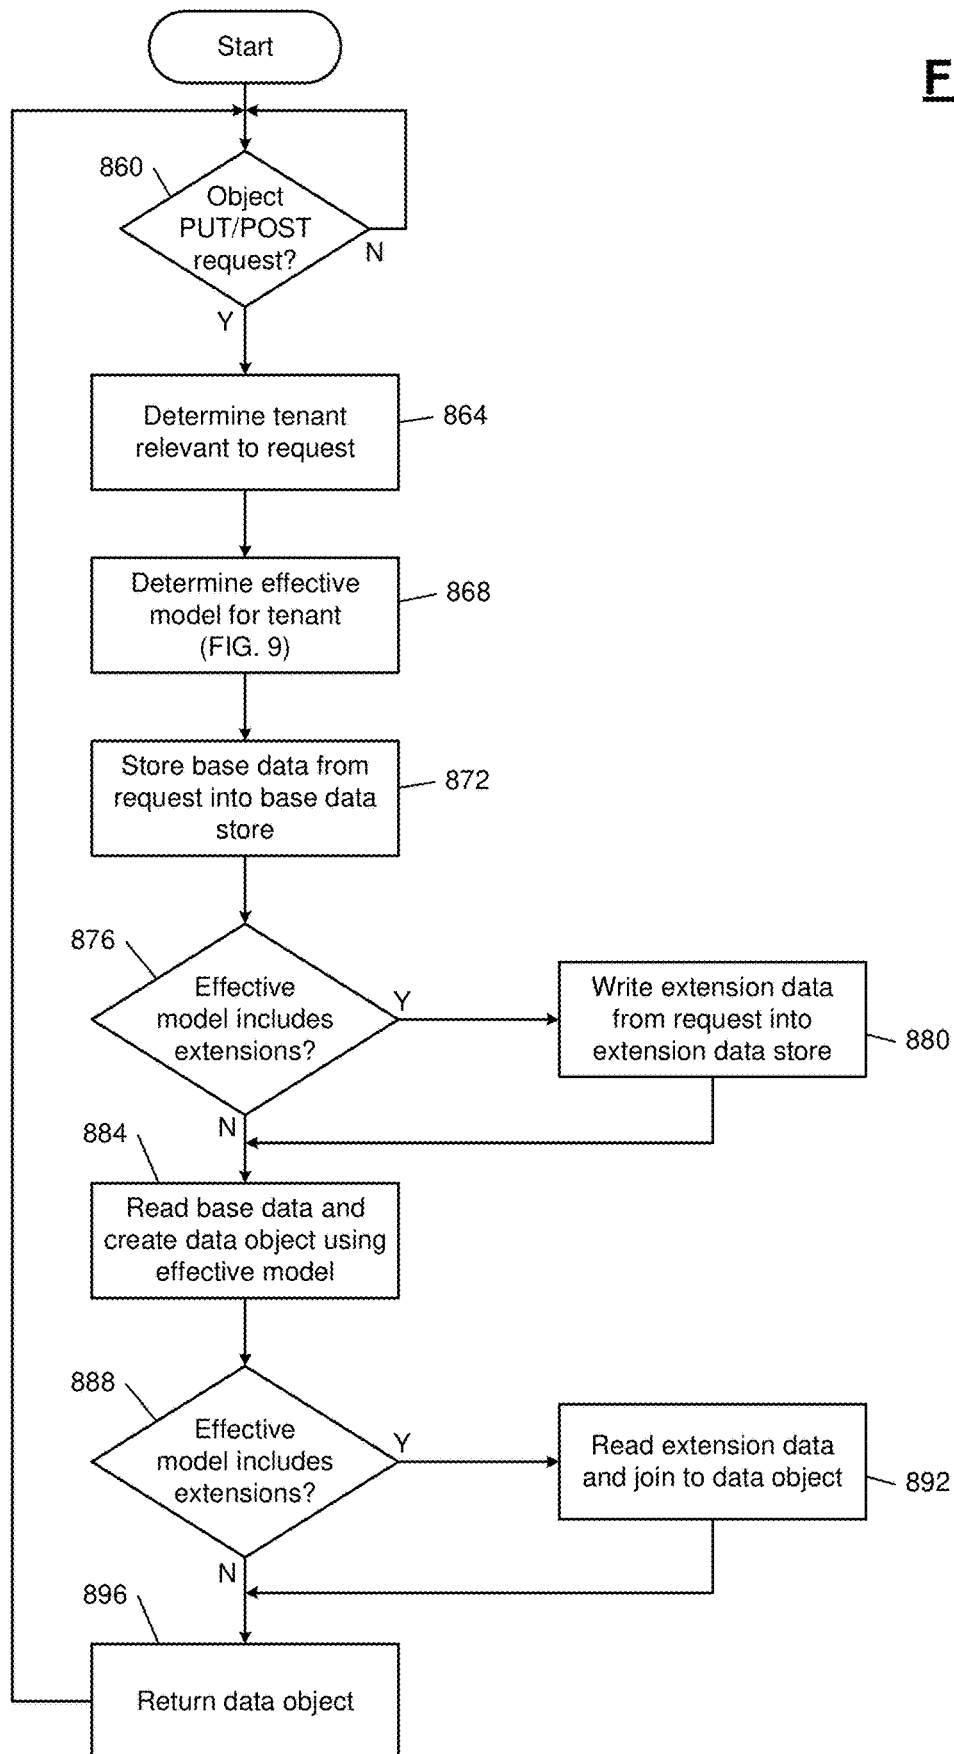 Start
F
860
Object
PUT/POST
request?
N
Y
Determine tenant
relevant to request
864
Determine effective
model for tenant
(FIG. 9)
868
Store base data from
request into base data
store
872
876
Effective
model includes
extensions?
Y
N
Write extension data
from request into
extension data store
880
884
Read base data and
create data object using
effective model
888
Effective
model includes
extensions?
Y
N
Read extension data
and join to data object
892
896
Return data object